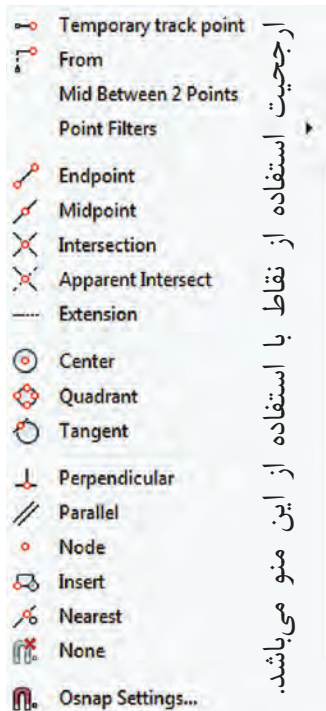 Temporary track point
From
Mid Between 2 Points
Point Filters
Endpoint
Midpoint
Intersection
Apparent Intersect
Extension
Center
Quadrant
Tangent
Perpendicular
Parallel
Node
Insert
Nearest
None
Osnap Settings...
ارجحیت استفاده از نقاط با استفاده از این منو می‌باشد.